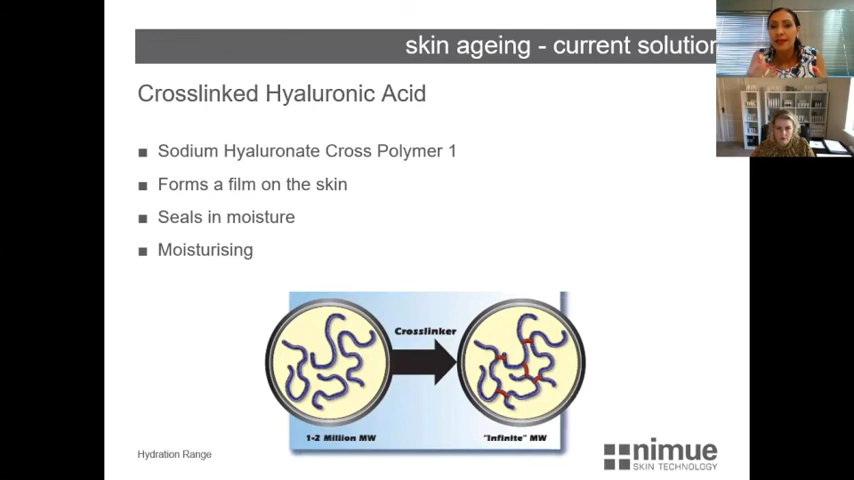 skin ageing - current solution
Crosslinked Hyaluronic Acid
■ Sodium Hyaluronate Cross Polymer 1
■ Forms a film on the skin
■ Seals in moisture
■ Moisturising
Crosslinker
1-2 Million MW
"Infinite" MW
Hydration Range
nimue
SKIN TECHNOLOGY